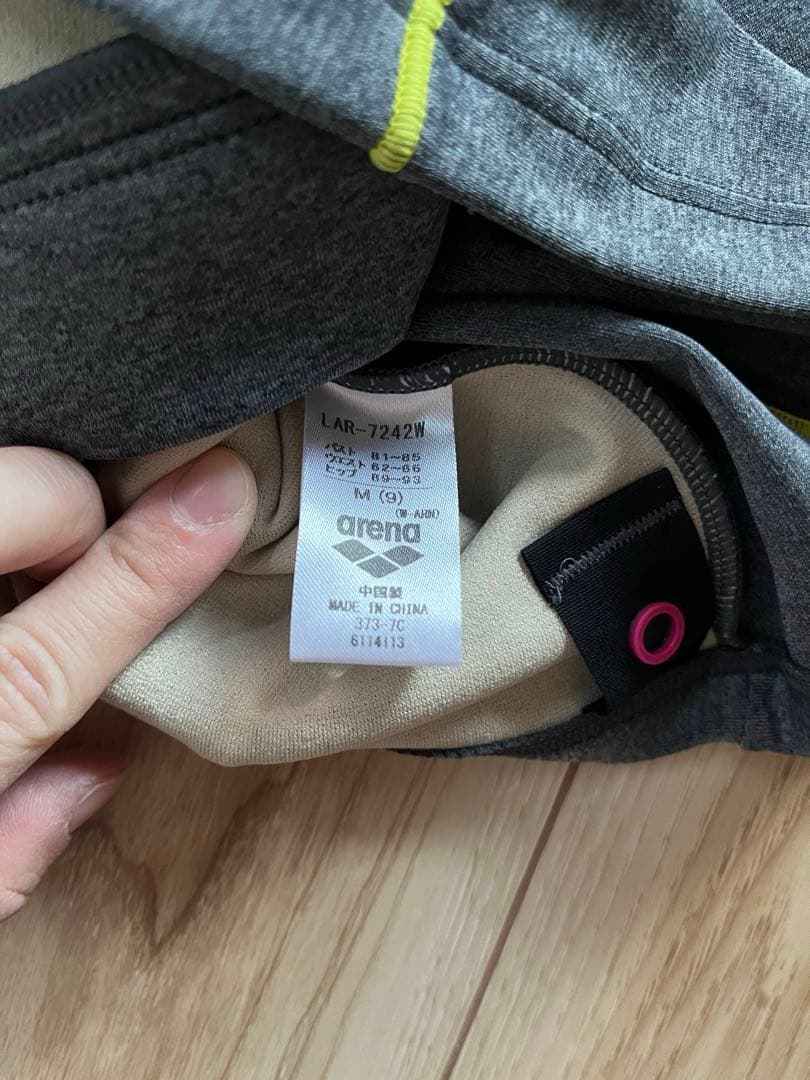 LAR-7242W
バスト 81~85
ウエスト 62~66
ヒップ 89~93
M (9)
(W-ARN)
arena
中国製
MADE IN CHINA
373-7C
6114113